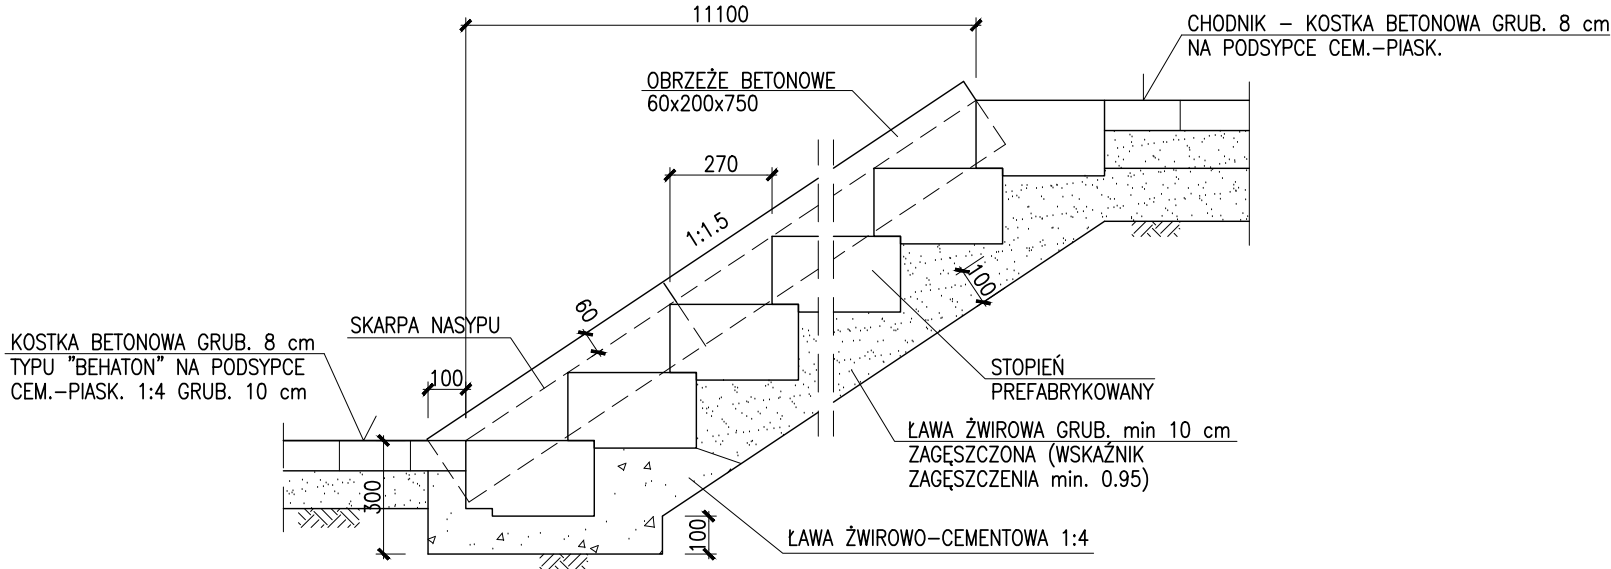 11100
CHODNIK – KOSTKA BETONOWA GRUB. 8 cm
NA PODSYPCE CEM.–PIASK.
OBRZEŻE BETONOWE
60x200x750
270
1:1.5
100
60
SKARPA NASYPU
KOSTKA BETONOWA GRUB. 8 cm
TYPU "BEHATON" NA PODSYPCE
CEM.–PIASK. 1:4 GRUB. 10 cm
100
STOPIEŃ
PREFABRYKOWANY
ŁAWA ŻWIROWA GRUB. min 10 cm
ZAGĘSZCZONA (WSKAŹNIK
ZAGĘSZCZENIA min. 0.95)
300
100
ŁAWA ŻWIROWO–CEMENTOWA 1:4